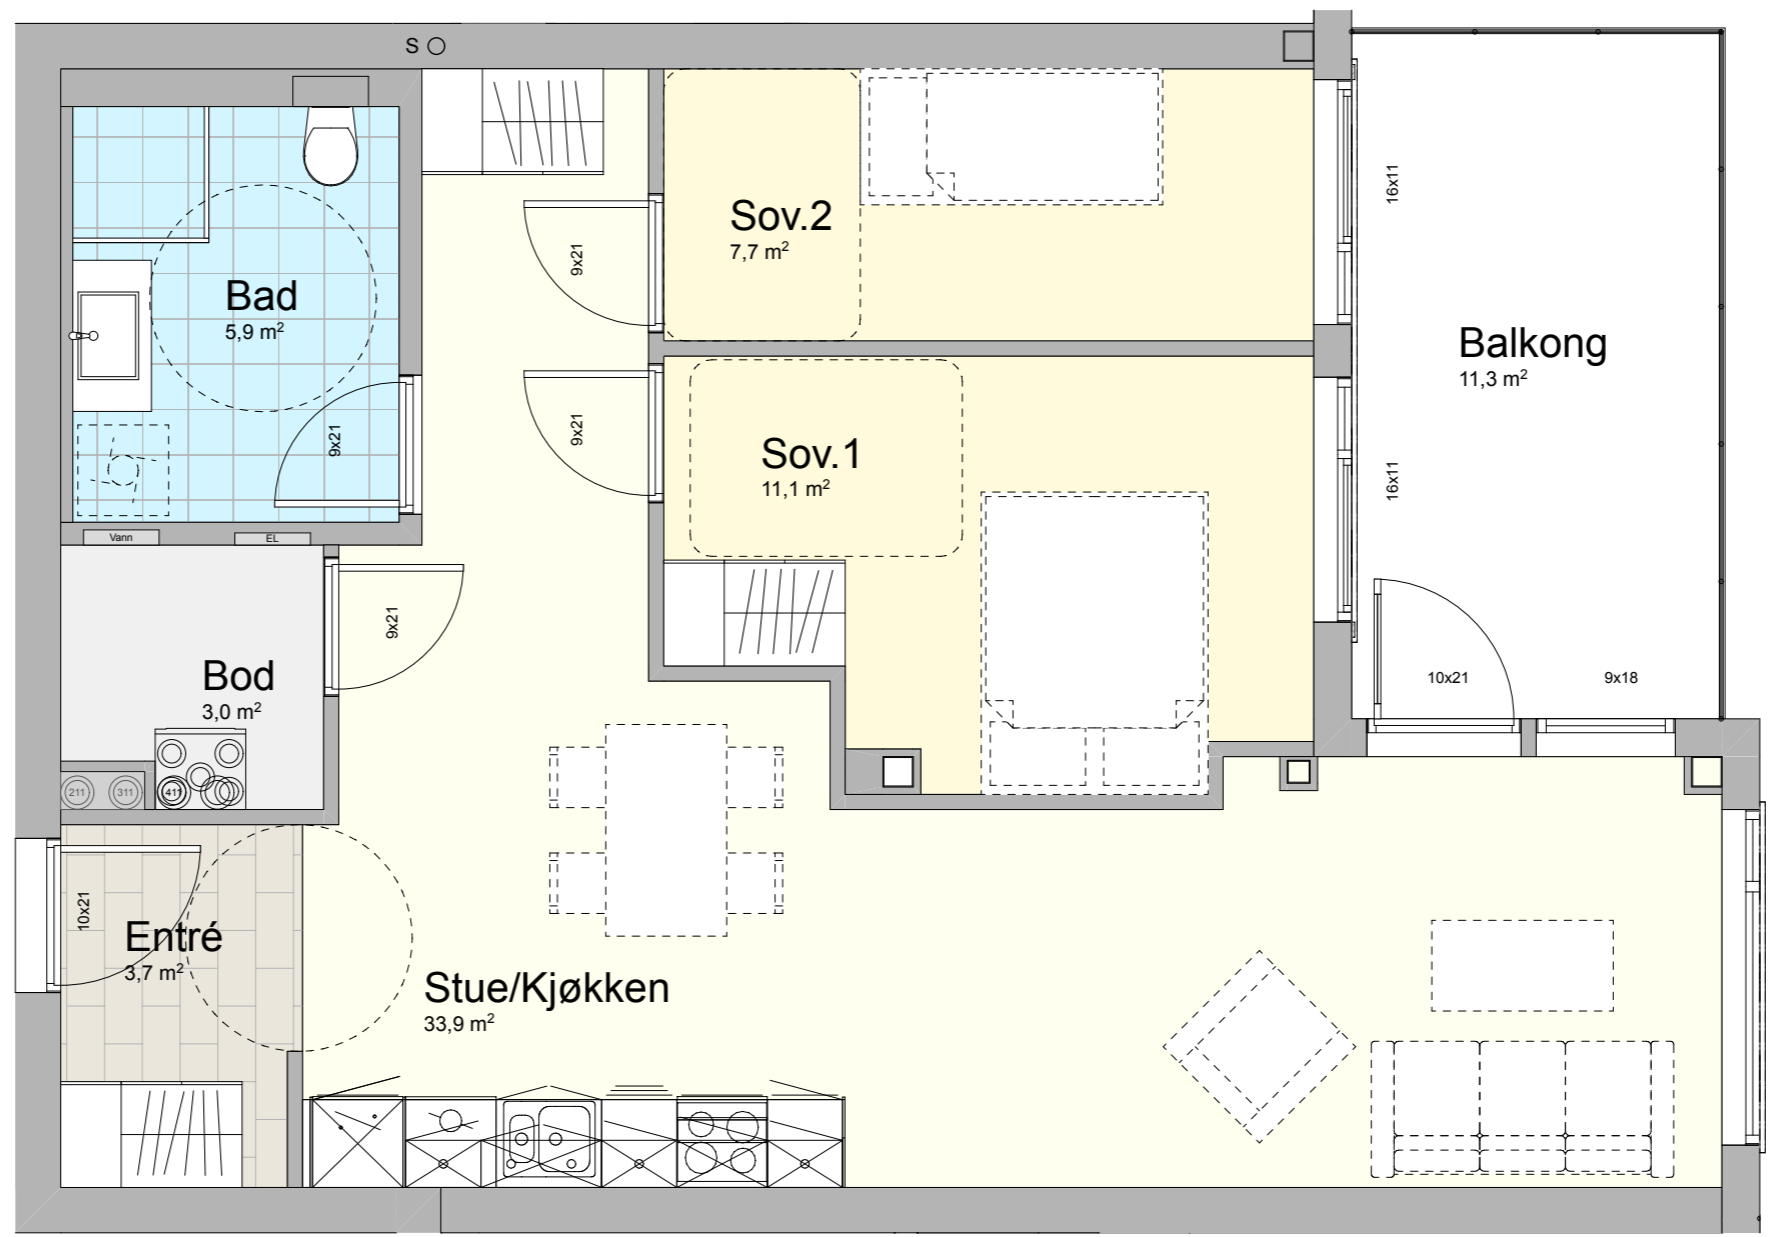 S
16x11
Sov.2
7,7 m²
9x21
Bad
5,9 m²
Balkong
11,3 m²
9x21
9x21
Sov.1
11,1 m²
16x11
Vann
EL
9x21
Bod
3,0 m²
10x21
9x18
211
311
411
10x21
Entré
3,7 m²
Stue/Kjøkken
33,9 m²